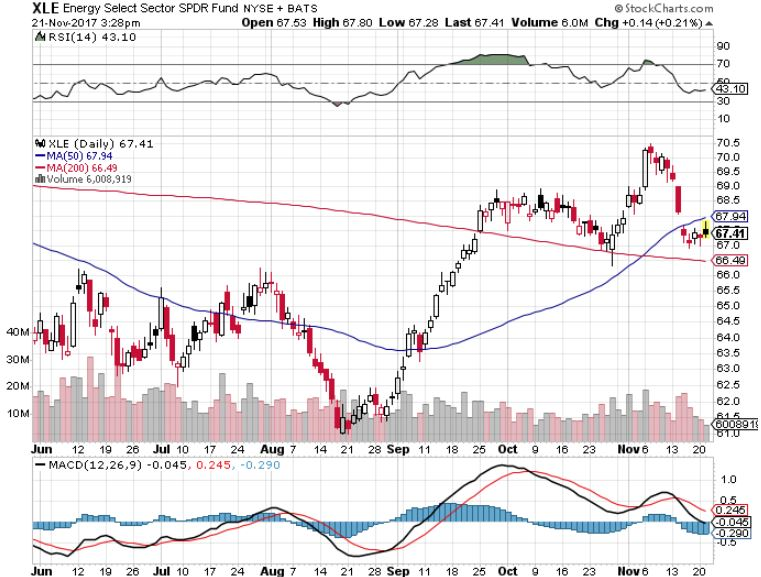 XLE Energy Select Sector SPDR Fund NYSE + BATS © StockCharts.com
21-Nov-2017 3:28pm Open 67.53 High 67.80 Low 67.28 Last 67.41 Volume 6.0M Chg +0.14 (+0.21%)
RSI(14) 43.10
90
70
50
43.10
30
10
XLE (Daily) 67.41
MA(50) 67.94
MA(200) 66.49
Volume 6,008,919
70.5
70.0
69.5
69.0
68.5
67.94
67.41
67.0
66.49
66.0
65.5
65.0
64.5
40M 64.0
63.5
30M 63.0
62.5
20M 62.0
10M 61.5
6008919
61.0
Jun 12 19 26 Jul 10 17 24 Aug 7 14 21 28 Sep 11 18 25 Oct 9 16 23 Nov 6 13 20
MACD(12,26,9) -0.045, 0.245, -0.290
1.0
0.5
0.245
-0.045
-0.290
-0.5
Jun 12 19 26 Jul 10 17 24 Aug 7 14 21 28 Sep 11 18 25 Oct 9 16 23 Nov 6 13 20